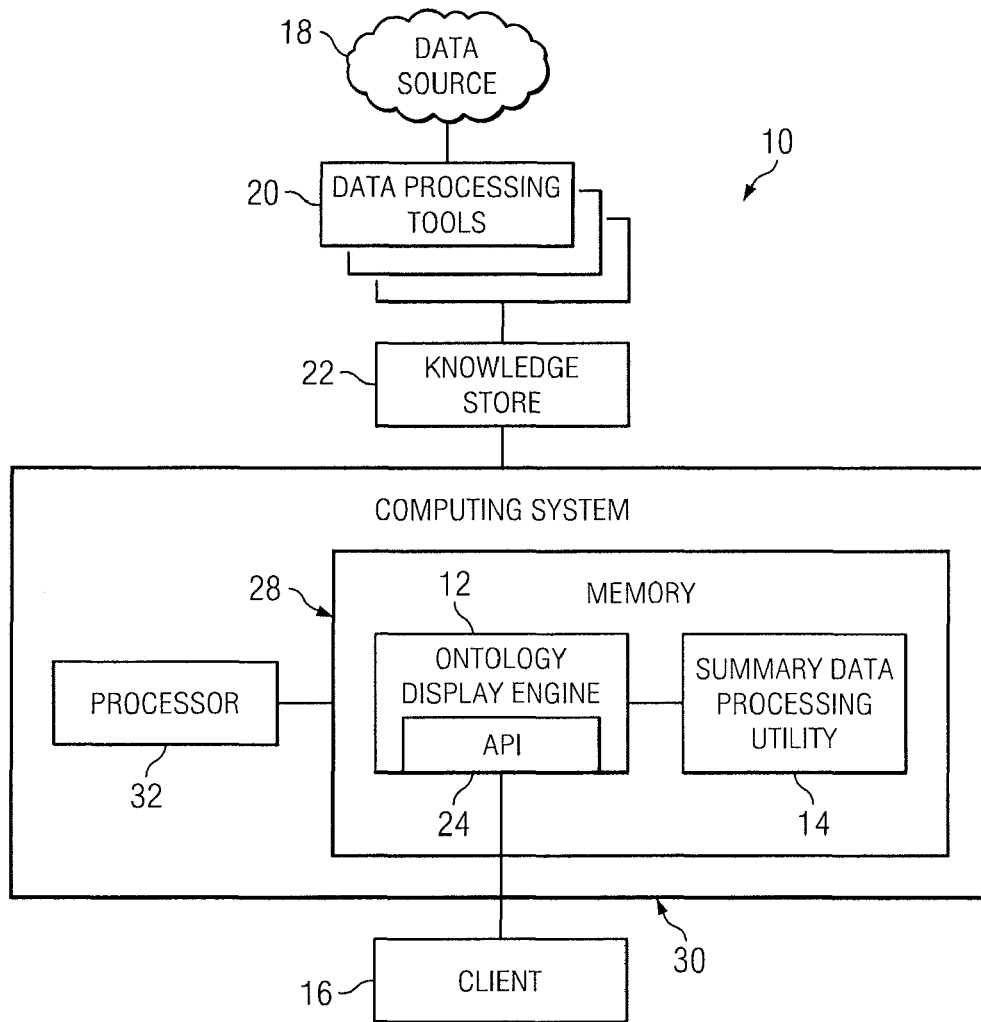 18
DATA
SOURCE
10
20
DATA PROCESSING
TOOLS
22
KNOWLEDGE
STORE
COMPUTING SYSTEM
28
12
MEMORY
ONTOLOGY
DISPLAY ENGINE
SUMMARY DATA
PROCESSING
UTILITY
PROCESSOR
API
32
24
14
30
16
CLIENT